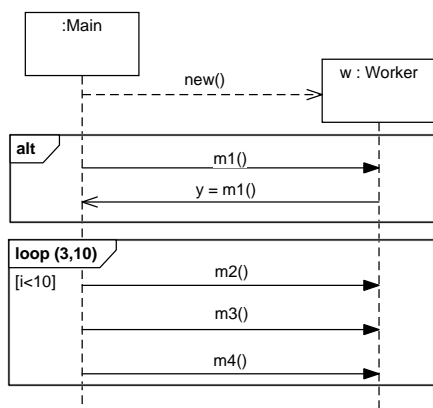 :Main
new()
w : Worker
alt
m1()
y = m1()
loop (3,10)
[i<10]
m2()
m3()
m4()